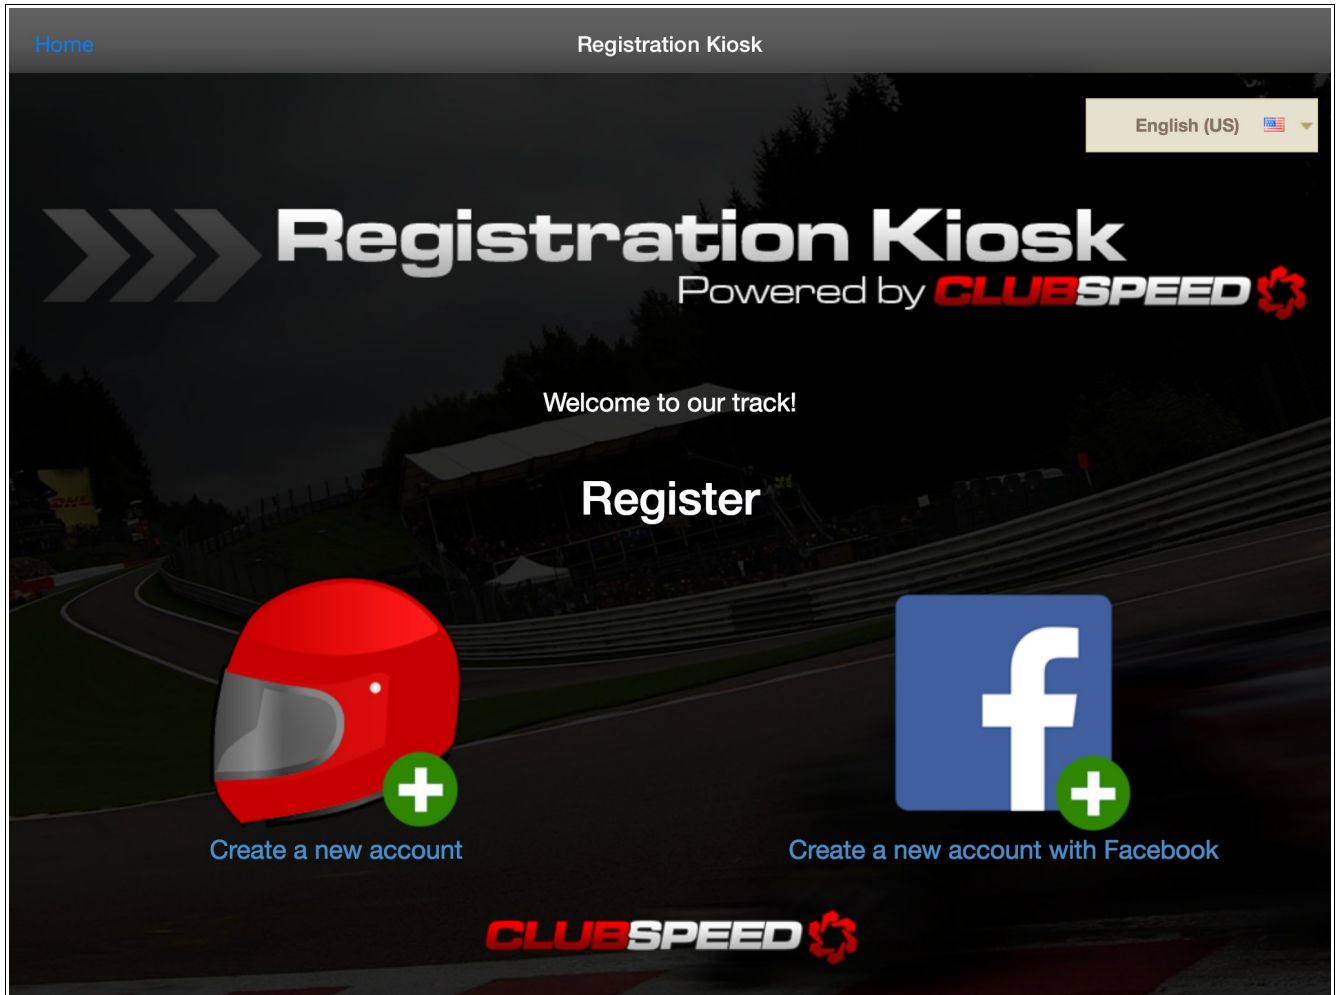 Home
Registration Kiosk
English (US)
Registration Kiosk
Powered by CLUBSPEED
Welcome to our track!
DHL
Register
Create a new account
Create a new account with Facebook
CLUBSPEED